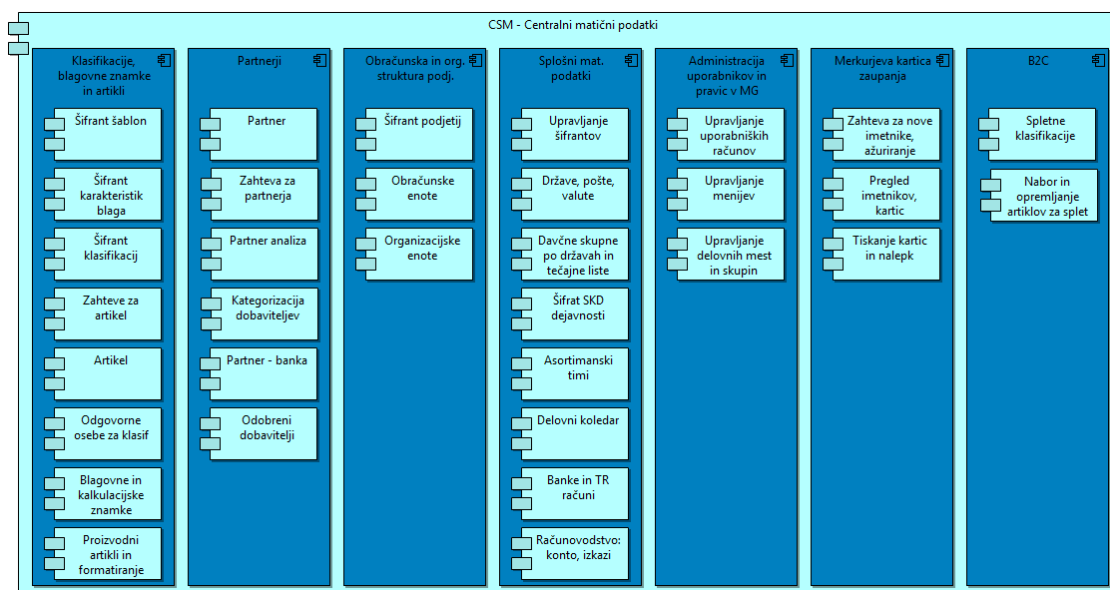 CSM - Centralni matični podatki
Klasifikacije,
blagovne znamke
in artikli
Šifrant šablon
Šifrant
karakteristik
blaga
Šifrant
klasifikacij
Zahteve za
artikel
Artikel
Odgovorne
osebe za klasif
Blagovne in
kalkulacijske
znamke
Proizvodni
artikli in
formatiranje
Partnerji
Partner
Zahteva za
partnerja
Partner analiza
Kategorizacija
dobaviteljev
Partner - banka
Odobreni
dobavitelji
Obračunska in org.
struktura podj.
Šifrant podjetij
Obračunske
enote
Organizacijske
enote
Splošni mat.
podatki
Upravljanje
šifrantov
Države, pošte,
valute
Davčne skupne
po državah in
tečajne liste
Šifrat SKD
dejavnosti
Asortimanski
timi
Delovni koledar
Banke in TR
računi
Računovodstvo:
konto, izkazi
Administracija
uporabnikov in
pravic v MG
Upravljanje
uporabniških
računov
Upravljanje
menijev
Upravljanje
delovnih mest
in skupin
Merkurjeva kartica
zaupanja
Zahteva za nove
imetnike,
ažuriranje
Pregled
imetnikov,
kartic
Tiskanje kartic
in nalepk
B2C
Spletne
klasifikacije
Nabor in
opremljanje
artiklov za splet